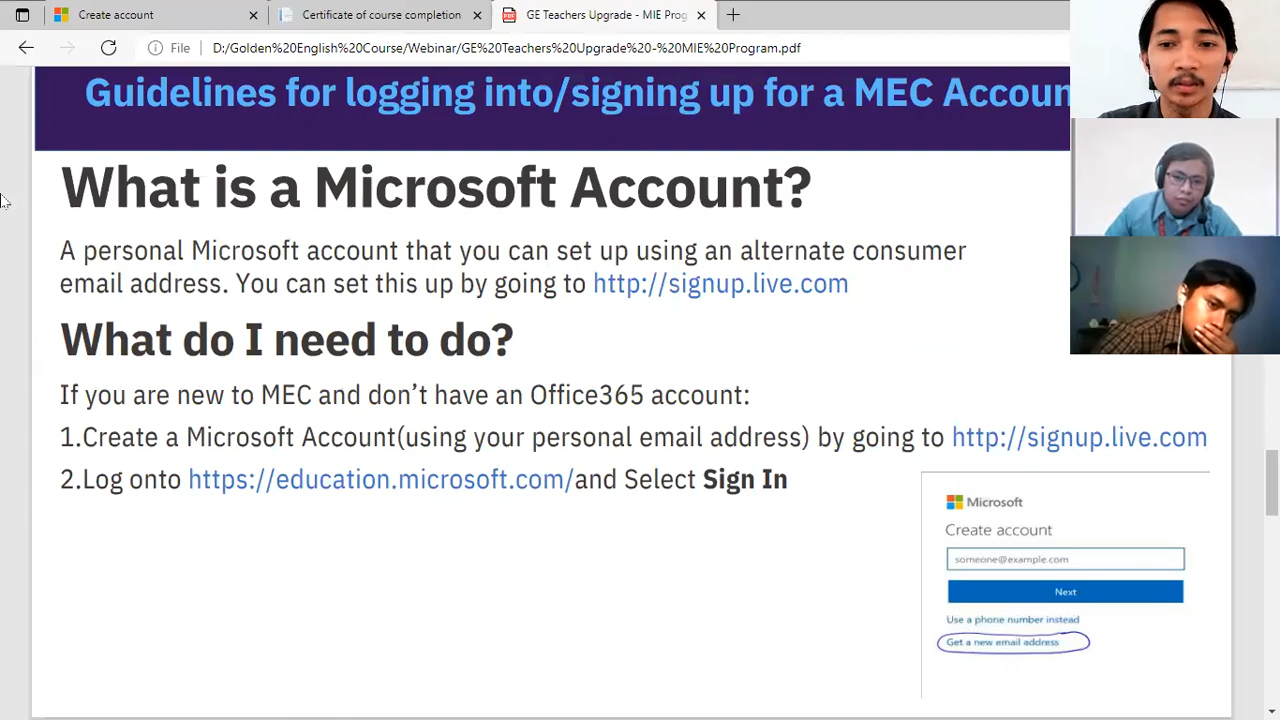 Create account
Certificate of course completion
GE Teachers Upgrade - MIE Prog
File
D:/Golden%20English%20Course/Webinar/GE%20Teachers%20Upgrade%20-%20MIE%20Program.pdf
Guidelines for logging into/signing up for a MEC Accoun
What is a Microsoft Account?
A personal Microsoft account that you can set up using an alternate consumer
email address. You can set this up by going to http://signup.live.com
What do I need to do?
If you are new to MEC and don’t have an Office365 account:
1.Create a Microsoft Account(using your personal email address) by going to http://signup.live.com
2.Log onto https://education.microsoft.com/and Select Sign In
Microsoft
Create account
someone@example.com
Next
Use a phone number instead
Get a new email address